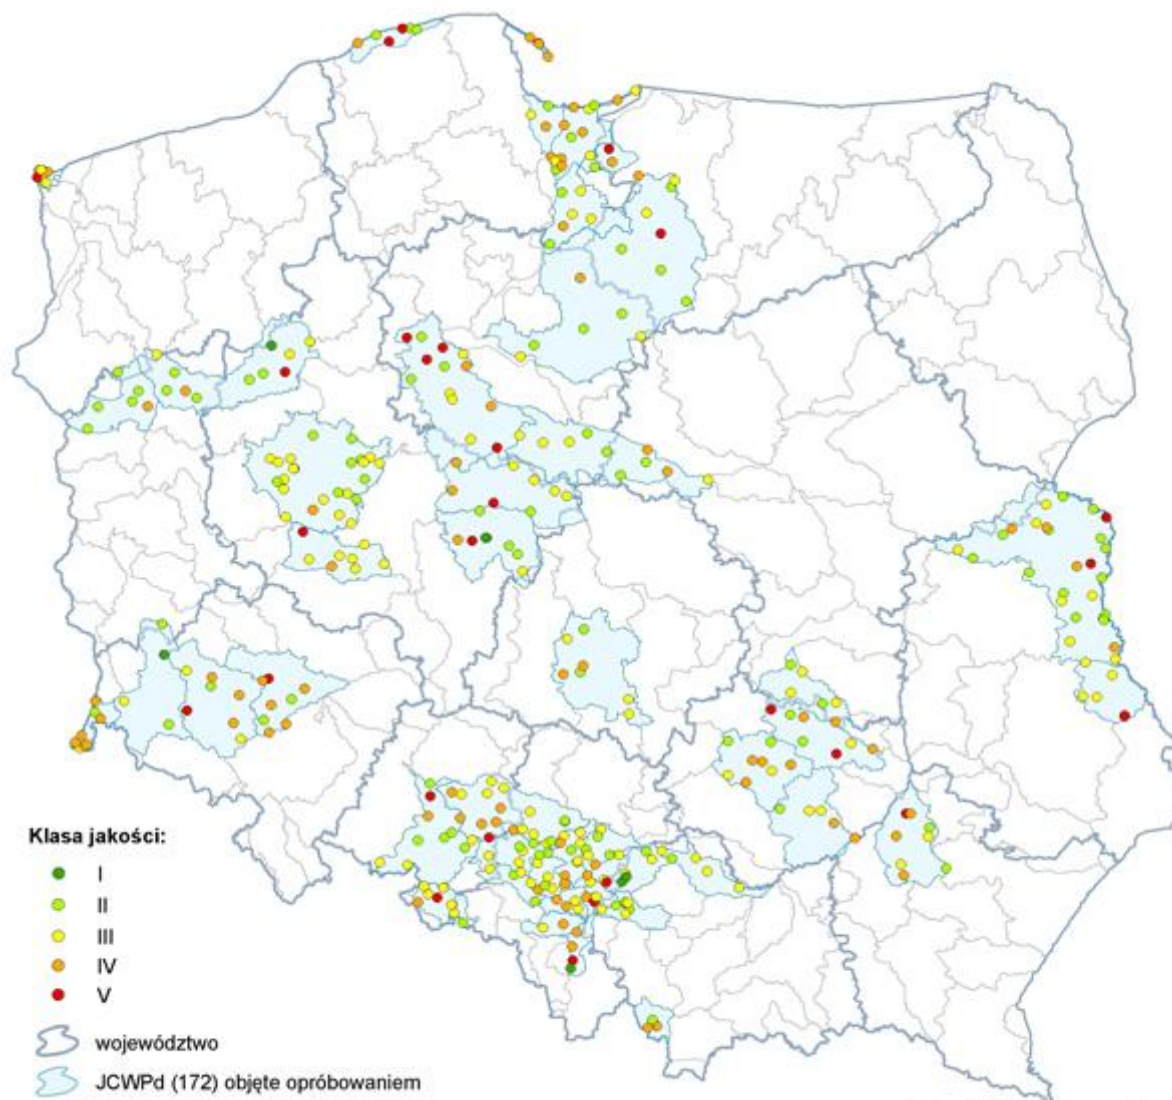 Klasa jakości:
I
II
III
IV
V
województwo
JCWPd (172) objęte opróbowaniem